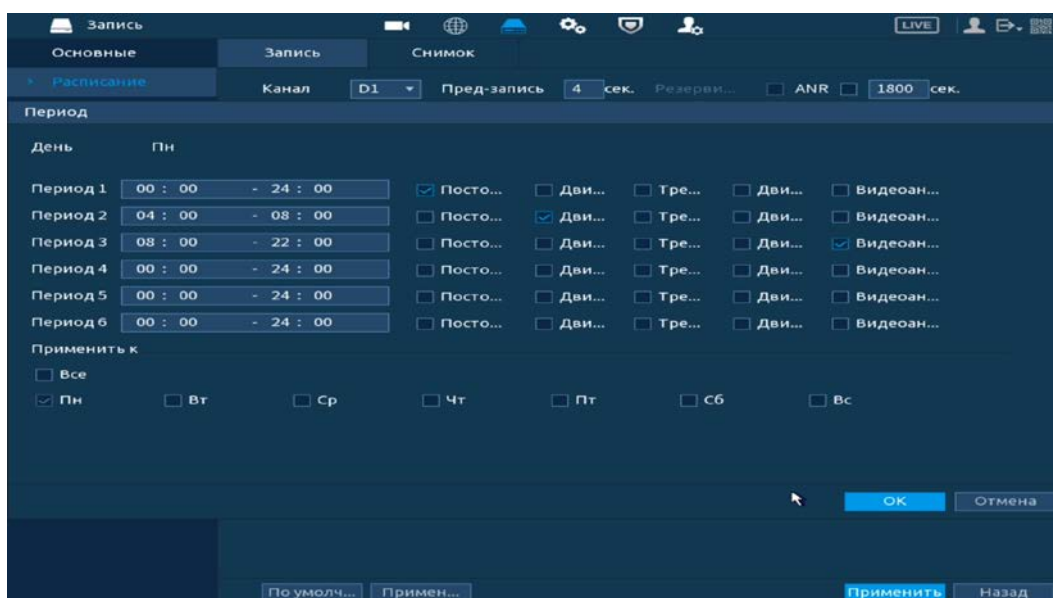 Запись LIVE
Основные Запись Снимок
Расписание
Канал D1 Пред-запись 4 сек. Резерви... ANR 1800 сек.
Период
День Пн
Период 1 00 : 00 - 24 : 00 Посто... Дви... Тре... Дви... Видеоан...
Период 2 04 : 00 - 08 : 00 Посто... Дви... Тре... Дви... Видеоан...
Период 3 08 : 00 - 22 : 00 Посто... Дви... Тре... Дви... Видеоан...
Период 4 00 : 00 - 24 : 00 Посто... Дви... Тре... Дви... Видеоан...
Период 5 00 : 00 - 24 : 00 Посто... Дви... Тре... Дви... Видеоан...
Период 6 00 : 00 - 24 : 00 Посто... Дви... Тре... Дви... Видеоан...
Применить к
Все
Пн Вт Ср Чт Пт Сб Вс
OK Отмена
По умолч... Примен... Применить Назад